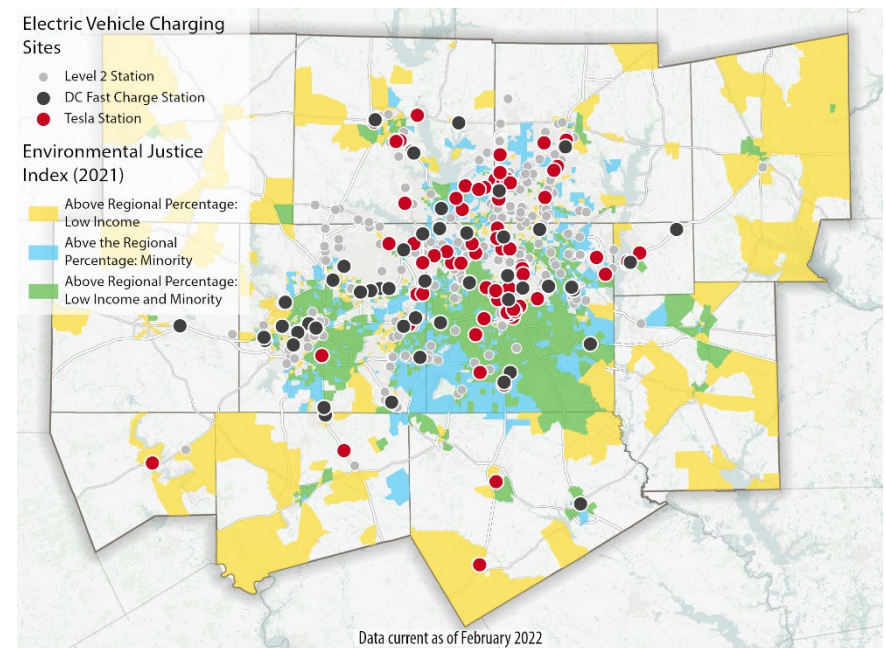 Electric Vehicle Charging
Sites
Level 2 Station
DC Fast Charge Station
Tesla Station
Environmental Justice
Index (2021)
Above Regional Percentage:
Low Income
Abve the Regional
Percentage: Minority
Above Regional Percentage:
Low Income and Minority
Data current as of February 2022